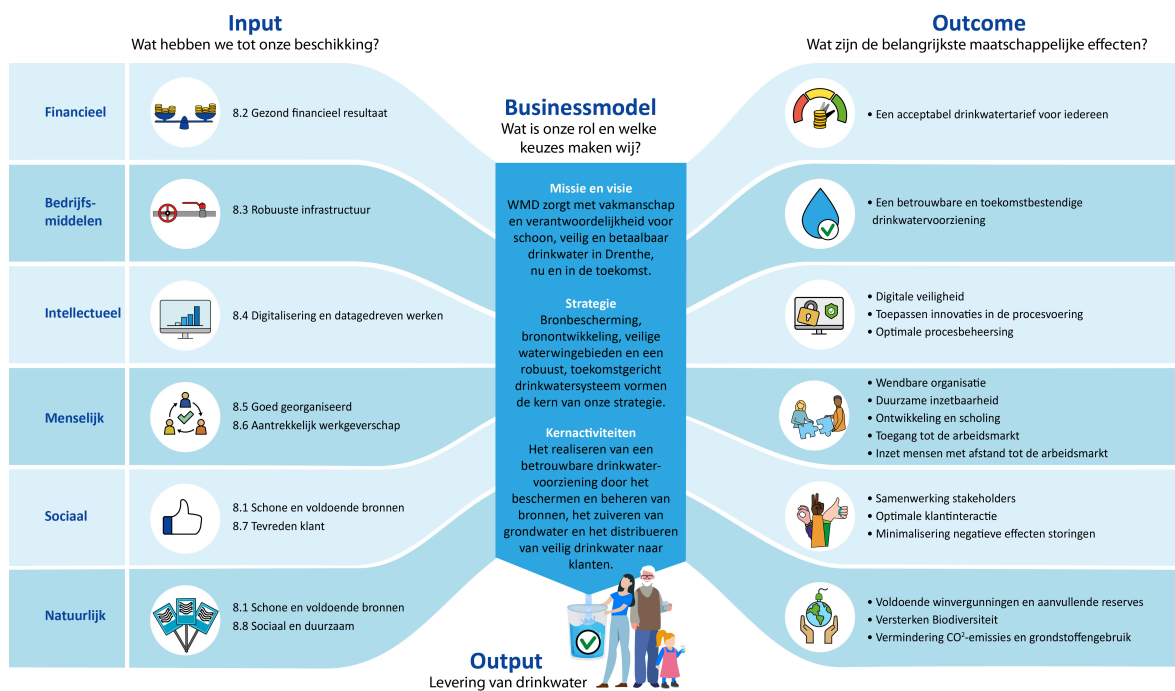 Input
Wat hebben we tot onze beschikking?
Financieel
8.2 Gezond financieel resultaat
Bedrijfs-
middelen
8.3 Robuuste infrastructuur
Intellectueel
8.4 Digitalisering en datagedreven werken
Menselijk
8.5 Goed georganiseerd
8.6 Aantrekkelijk werkgeverschap
Sociaal
8.1 Schone en voldoende bronnen
8.7 Tevreden klant
Natuurlijk
8.1 Schone en voldoende bronnen
8.8 Sociaal en duurzaam
Businessmodel
Wat is onze rol en welke
keuzes maken wij?
Missie en visie
WMD zorgt met vakmanschap
en verantwoordelijkheid voor
schoon, veilig en betaalbaar
drinkwater in Drenthe,
nu en in de toekomst.
Strategie
Bronbescherming,
bronontwikkeling, veilige
waterwingebieden en een
robuust, toekomstgericht
drinkwatersysteem vormen
de kern van onze strategie.
Kernactiviteiten
Het realiseren van een
betrouwbare drinkwater-
voorziening door het
beschermen en beheren van
bronnen, het zuiveren van
grondwater en het distribueren
van veilig drinkwater naar
klanten.
Output
Levering van drinkwater
Outcome
Wat zijn de belangrijkste maatschappelijke effecten?
• Een acceptabel drinkwatertarief voor iedereen
• Een betrouwbare en toekomstbestendige
drinkwatervoorziening
• Digitale veiligheid
• Toepassen innovaties in de procesvoering
• Optimale procesbeheersing
• Wendbare organisatie
• Duurzame inzetbaarheid
• Ontwikkeling en scholing
• Toegang tot de arbeidsmarkt
• Inzet mensen met afstand tot de arbeidsmarkt
• Samenwerking stakeholders
• Optimale klantinteractie
• Minimalisering negatieve effecten storingen
• Voldoende winvergunningen en aanvullende reserves
• Versterken Biodiversiteit
• Vermindering CO²-emissies en grondstoffengebruik